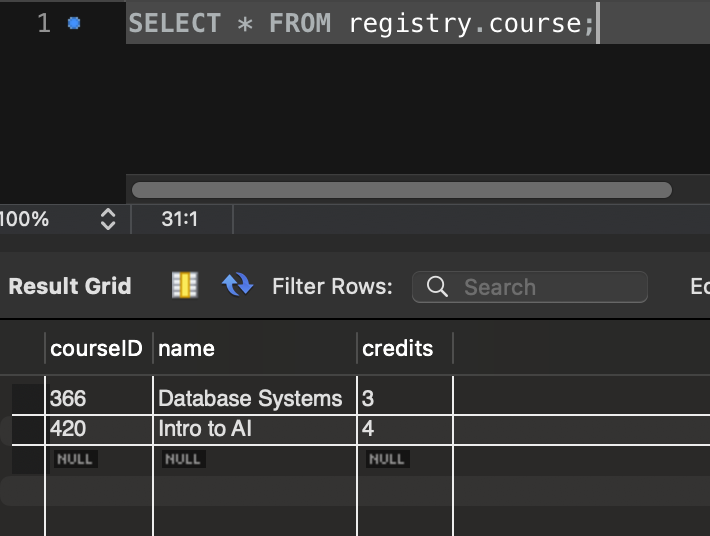 1 SELECT * FROM registry.course;
100% 31:1
Result Grid Filter Rows: Search
courseID name credits
366 Database Systems 3
420 Intro to AI 4
NULL NULL NULL